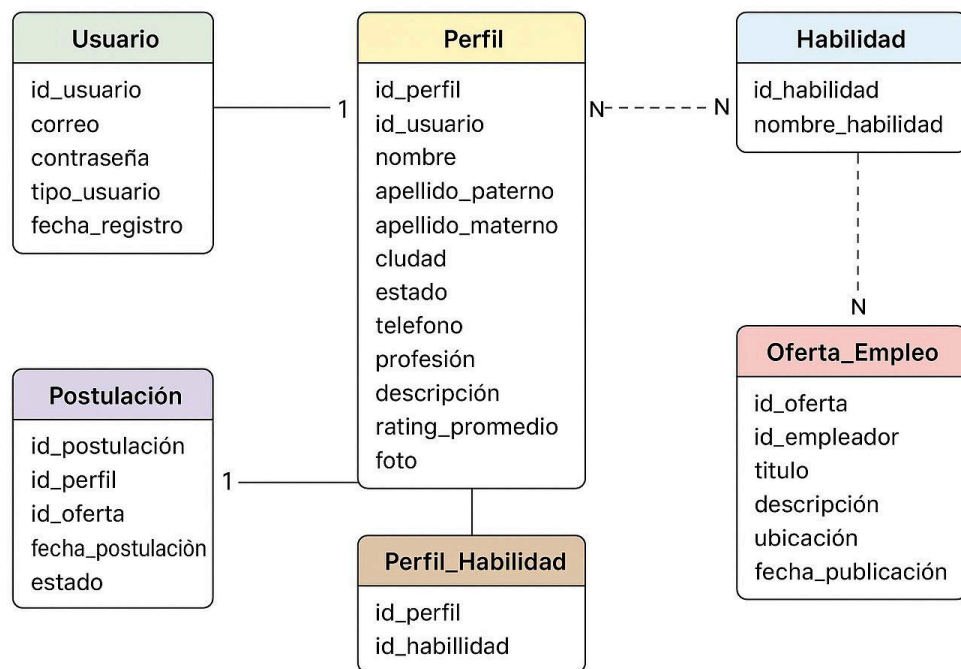 Usuario
id_usuario
correo
contraseña
tipo_usuario
fecha_registro
1
Perfil
id_perfil
id_usuario
nombre
apellido_paterno
apellido_materno
cludad
estado
telefono
profesión
descripción
rating_prommedio
foto
N
N
Habilidad
id_habilidad
nombre_habilidad
N
Oferta_Empleo
id_oferta
id_empleador
titulo
descripción
ubicación
fecha_publicación
Postulación
id_postulación
id_perfil
id_oferta
fecha_postulaciòn
estado
1
Perfil_Habilidad
id_perfil
id_habillidad